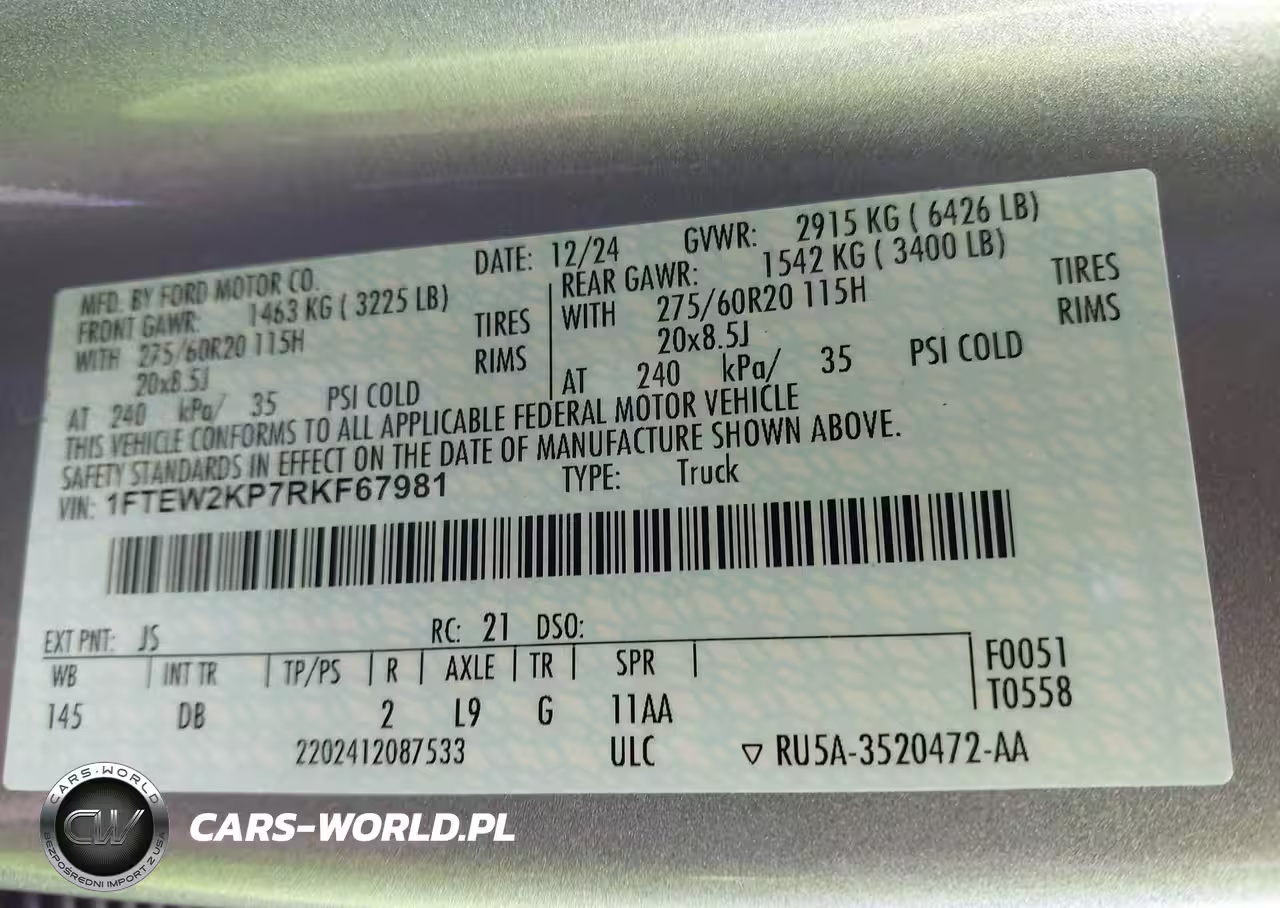 MFD. BY FORD MOTOR CO. DATE: 12/24 GVWR: 2915 KG ( 6426 LB)
FRONT GAWR: 1463 KG ( 3225 LB) REAR GAWR: 1542 KG ( 3400 LB)
WITH 275/60R20 115H TIRES WITH 275/60R20 115H TIRES
20x8.5J RIMS 20x8.5J RIMS
AT 240 kPa/ 35 PSI COLD AT 240 kPa/ 35 PSI COLD
THIS VEHICLE CONFORMS TO ALL APPLICABLE FEDERAL MOTOR VEHICLE
SAFETY STANDARDS IN EFFECT ON THE DATE OF MANUFACTURE SHOWN ABOVE.
VIN: 1FTEW2KP7RKF67981 TYPE: Truck
EXT PNT: JS RC: 21 DSO:
WB INT TR TP/PS R AXLE TR SPR F0051
145 DB 2 L9 G 11AA T0558
2202412087533 ULC ▽ RU5A-3520472-AA
CARS-WORLD
CW
BEZPOŚREDNI IMPORT Z USA
CARS-WORLD.PL